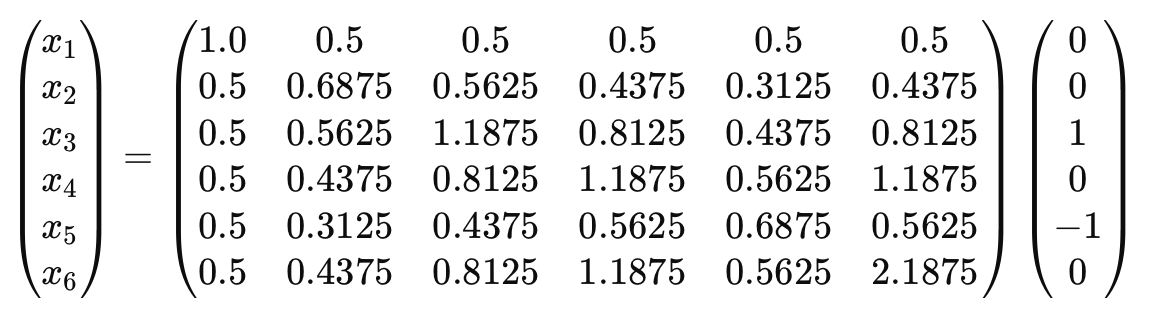 x₁ 1.0 0.5 0.5 0.5 0.5 0.5 0
x₂ 0.5 0.6875 0.5625 0.4375 0.3125 0.4375 0
x₃ 0.5 0.5625 1.1875 0.8125 0.4375 0.8125 1
x₄ = 0.5 0.4375 0.8125 1.1875 0.5625 1.1875 0
x₅ 0.5 0.3125 0.4375 0.5625 0.6875 0.5625 −1
x₆ 0.5 0.4375 0.8125 1.1875 0.5625 2.1875 0